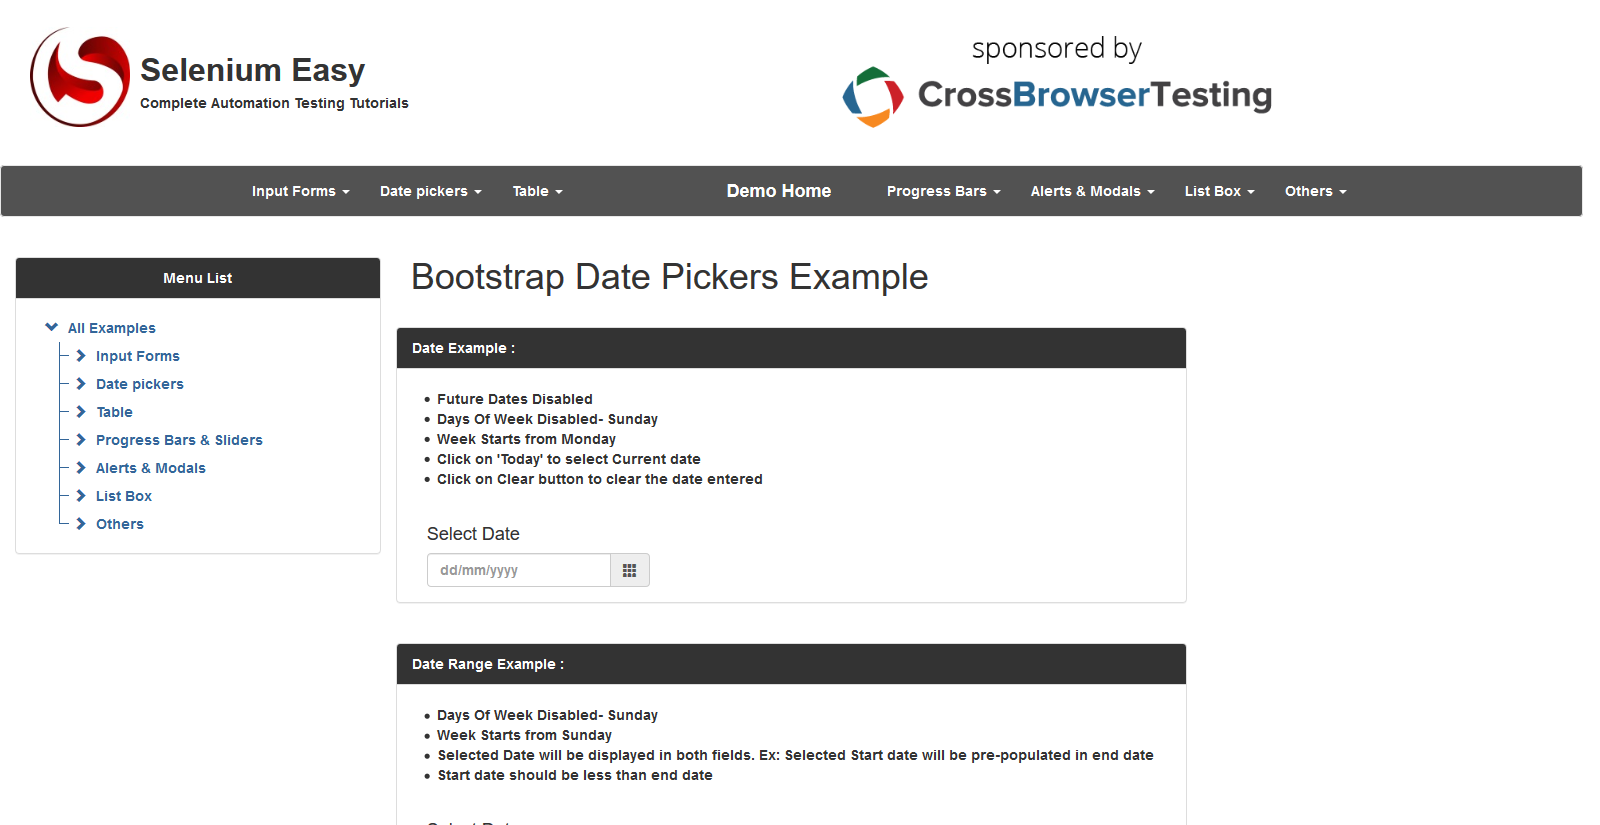 Selenium Easy
Complete Automation Testing Tutorials
sponsored by
CrossBrowserTesting
Input Forms
Date pickers
Table
Demo Home
Progress Bars
Alerts & Modals
List Box
Others
Menu List
All Examples
Input Forms
Date pickers
Table
Progress Bars & Sliders
Alerts & Modals
List Box
Others
Bootstrap Date Pickers Example
Date Example :
Future Dates Disabled
Days Of Week Disabled- Sunday
Week Starts from Monday
Click on 'Today' to select Current date
Click on Clear button to clear the date entered
Select Date
dd/mm/yyyy
Date Range Example :
Days Of Week Disabled- Sunday
Week Starts from Sunday
Selected Date will be displayed in both fields. Ex: Selected Start date will be pre-populated in end date
Start date should be less than end date